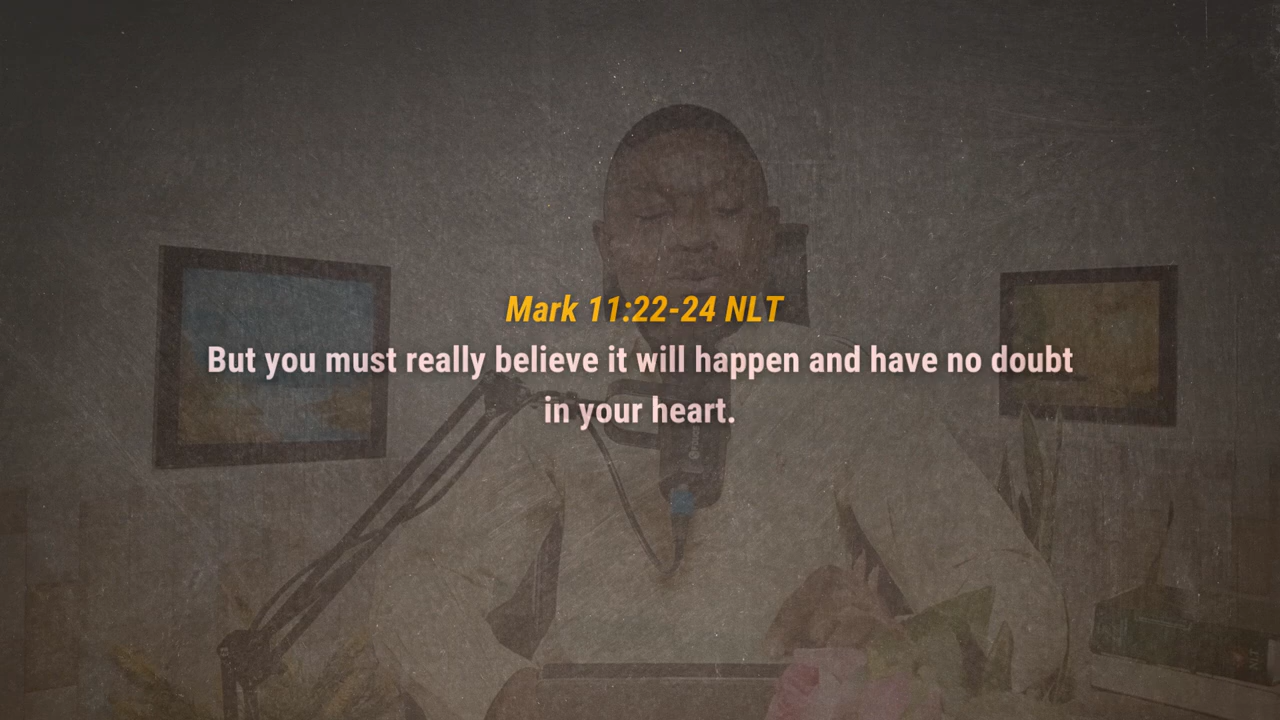 Mark 11:22-24 NLT
But you must really believe it will happen and have no doubt
in your heart.
NLT